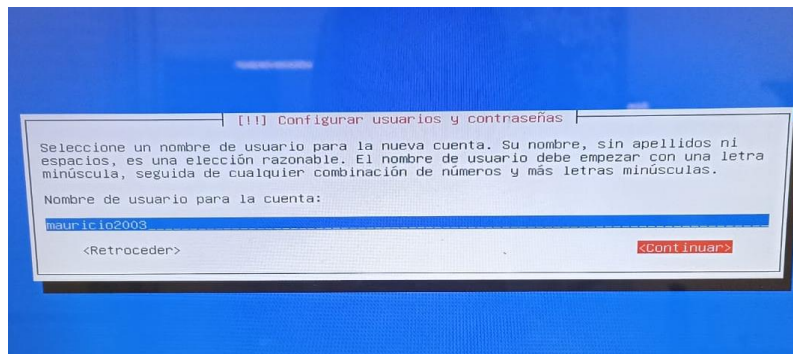 [!!] Configurar usuarios y contraseñas
Seleccione un nombre de usuario para la nueva cuenta. Su nombre, sin apellidos ni
espacios, es una elección razonable. El nombre de usuario debe empezar con una letra
minúscula, seguida de cualquier combinación de números y más letras minúsculas.
Nombre de usuario para la cuenta:
mauricio2003
<Retroceder> <Continuar>